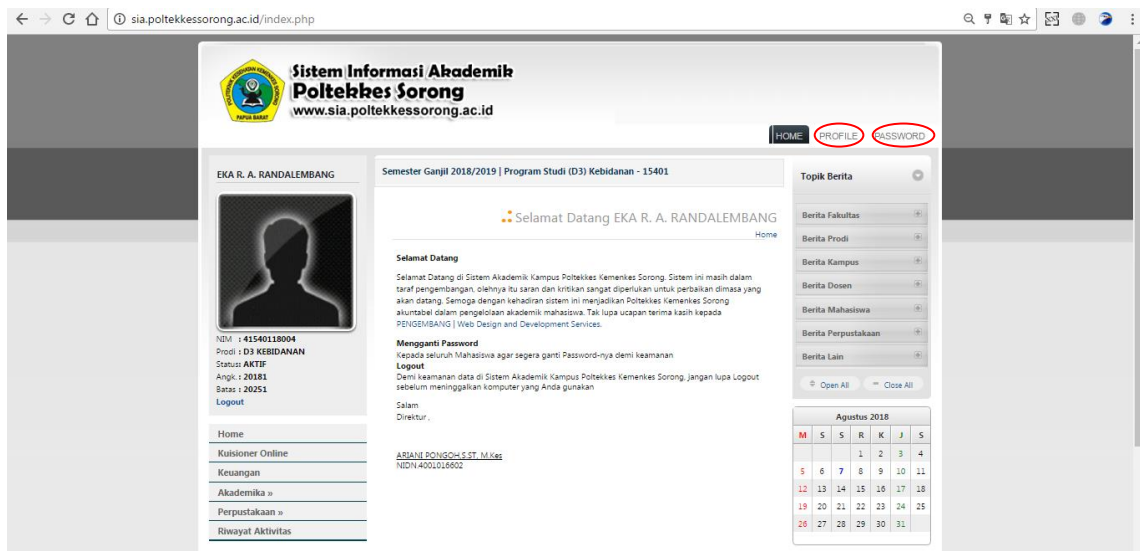 sia.poltekkessorong.ac.id/index.php
Sistem Informasi Akademik
Poltekkes Sorong
www.sia.poltekkessorong.ac.id
HOME PROFILE PASSWORD
EKA R. A. RANDALEMBANG
NIM : 41540118004
Prodi : D3 KEBIDANAN
Status: AKTIF
Angk. : 20181
Batas : 20251
Logout
Home
Kuisioner Online
Keuangan
Akademika »
Perpustakaan »
Riwayat Aktivitas
Semester Ganjil 2018/2019 | Program Studi (D3) Kebidanan - 15401
Selamat Datang EKA R. A. RANDALEMBANG
Home
Selamat Datang
Selamat Datang di Sistem Akademik Kampus Poltekkes Kemenkes Sorong. Sistem ini masih dalam
taraf pengembangan, olehnya itu saran dan kritikan sangat diperlukan untuk perbaikan dimasa yang
akan datang. Semoga dengan kehadiran sistem ini menjadikan Poltekkes Kemenkes Sorong
akuntabel dalam pengelolaan akademik mahasiswa. Tak lupa ucapan terima kasih kepada
PENGEMBANG | Web Design and Development Services.
Mengganti Password
Kepada seluruh Mahasiswa agar segera ganti Password-nya demi keamanan
Logout
Demi keamanan data di Sistem Akademik Kampus Poltekkes Kemenkes Sorong, jangan lupa Logout
sebelum meninggalkan komputer yang Anda gunakan
Salam
Direktur ,
ARIANI PONGOH,S.ST, M.Kes
NIDN.4001016602
Topik Berita
Berita Fakultas
Berita Prodi
Berita Kampus
Berita Dosen
Berita Mahasiswa
Berita Perpustakaan
Berita Lain
Open All Close All
Agustus 2018
M S S R K J S
1 2 3 4
5 6 7 8 9 10 11
12 13 14 15 16 17 18
19 20 21 22 23 24 25
26 27 28 29 30 31